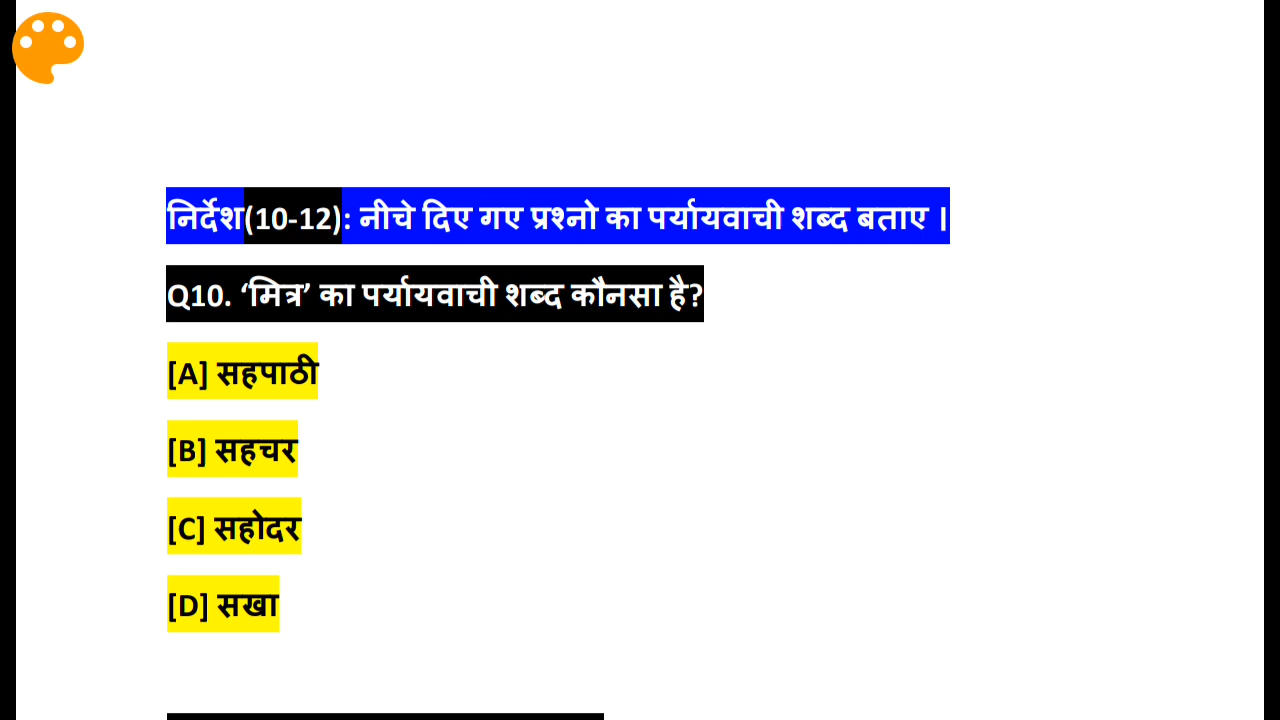 निर्देश(10-12): नीचे दिए गए प्रश्नो का पर्यायवाची शब्द बताए ।
Q10. ‘मित्र’ का पर्यायवाची शब्द कौनसा है?
[A] सहपाठी
[B] सहचर
[C] सहोदर
[D] सखा